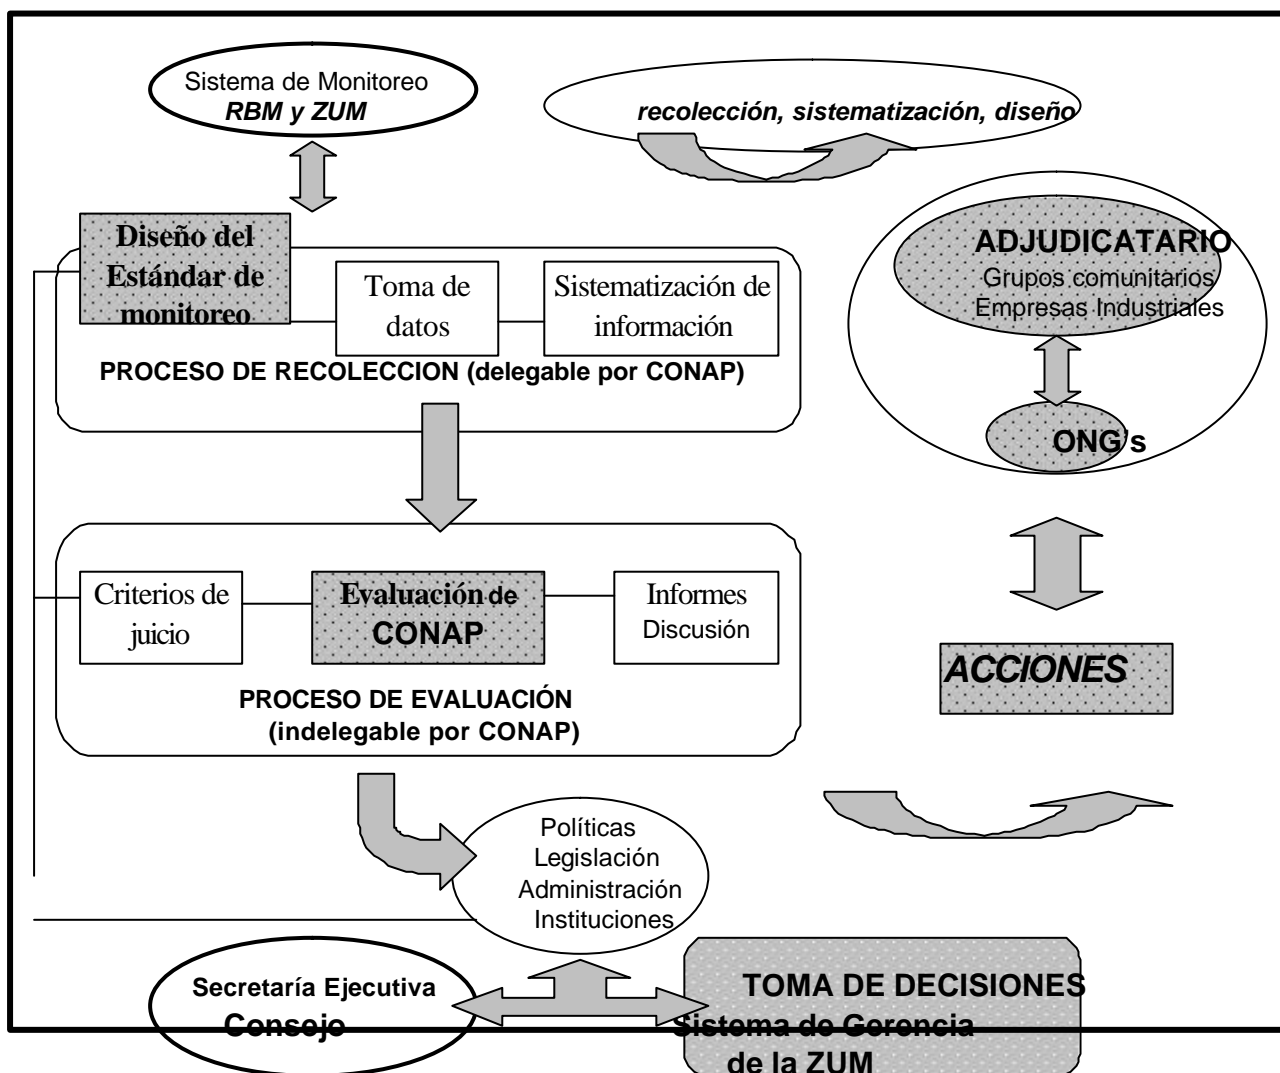 Sistema de Monitoreo
RBM y ZUM
recolección, sistematización, diseño
Diseño del
Estándar de
monitoreo
Toma de
datos
Sistematización de
información
PROCESO DE RECOLECCION (delegable por CONAP)
ADJUDICATARIO
Grupos comunitarios
Empresas Industriales
ONG's
Criterios de
juicio
Evaluación de
CONAP
Informes
Discusión
PROCESO DE EVALUACIÓN
(indelegable por CONAP)
ACCIONES
Políticas
Legislación
Administración
Instituciones
Secretaría Ejecutiva
Consejo
TOMA DE DECISIONES
Sistema de Gerencia
de la ZUM